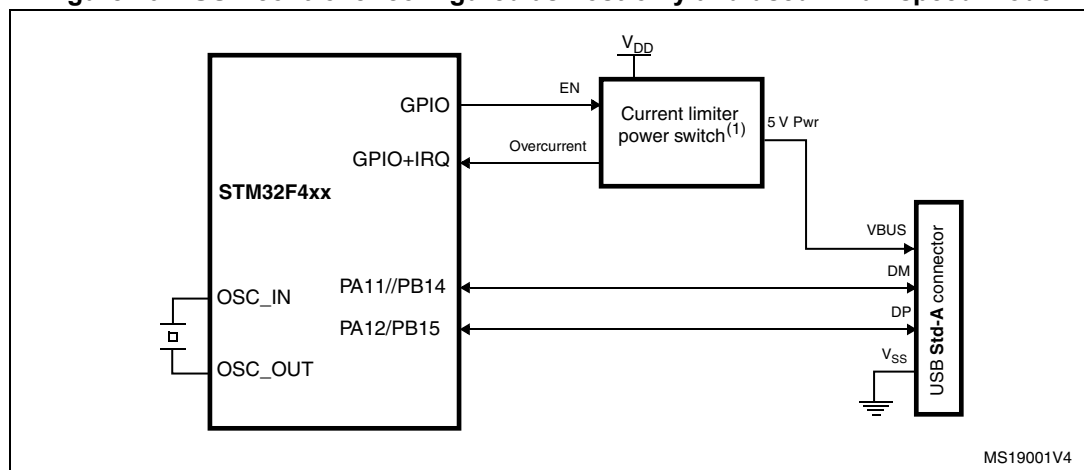 V_DD
GPIO
EN
Current limiter
power switch(1)
5 V Pwr
GPIO+IRQ
Overcurrent
STM32F4xx
VBUS
OSC_IN
PA11//PB14
DM
PA12/PB15
DP
OSC_OUT
V_SS
USB Std-A connector
MS19001V4